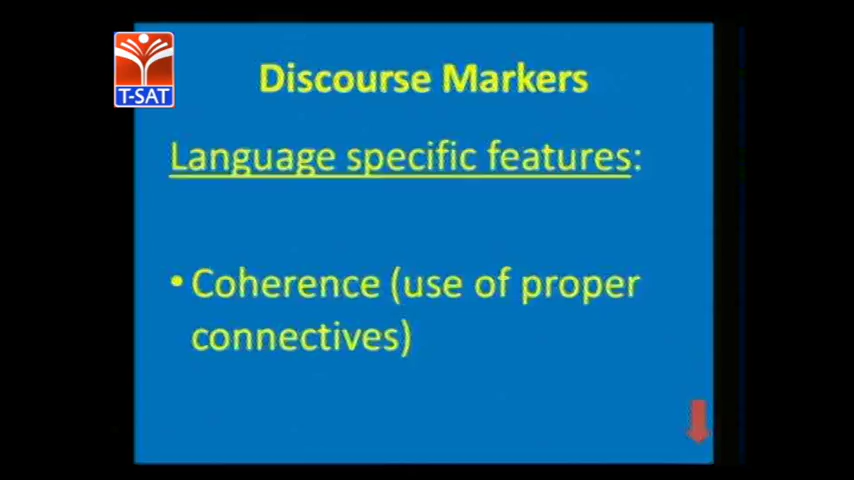 T-SAT
Discourse Markers
Language specific features:
• Coherence (use of proper
connectives)